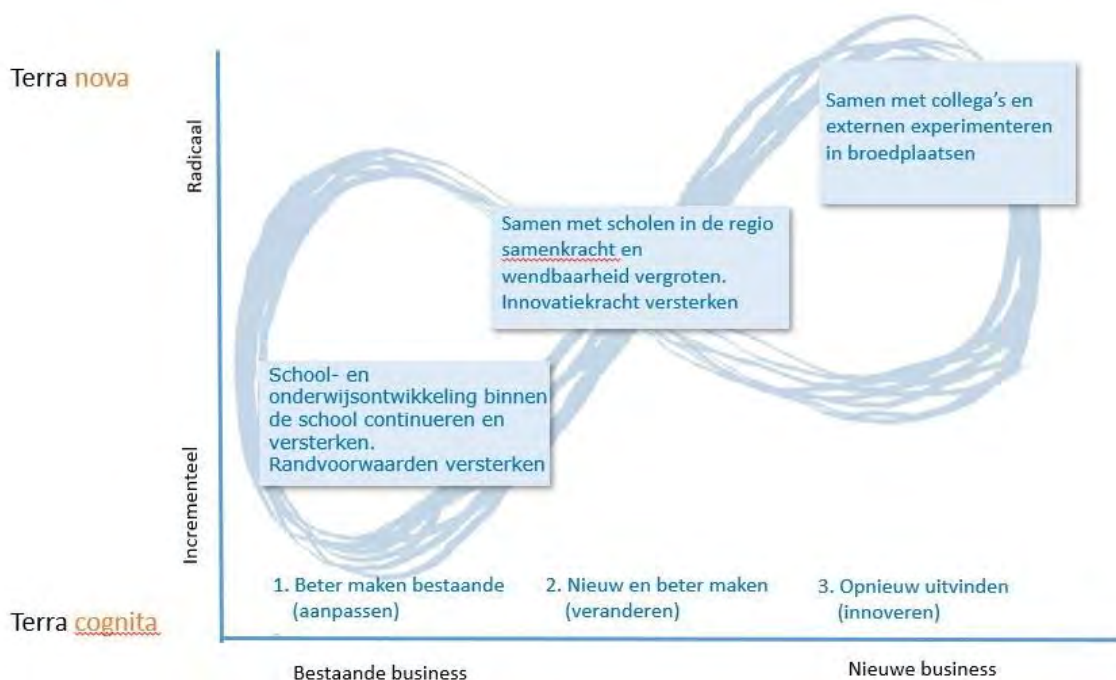 Terra nova
Radicaal
Samen met collega's en
externen experimenteren
in broedplaatsen
Samen met scholen in de regio
samenkracht en
wendbaarheid vergroten.
Innovatiekracht versterken
School- en
onderwijsontwikkeling binnen
de school continueren en
versterken.
Randvoorwaarden versterken
Incrementeel
Terra cognita
1. Beter maken bestaande
(aanpassen)
2. Nieuw en beter maken
(veranderen)
3. Opnieuw uitvinden
(innoveren)
Bestaande business
Nieuwe business